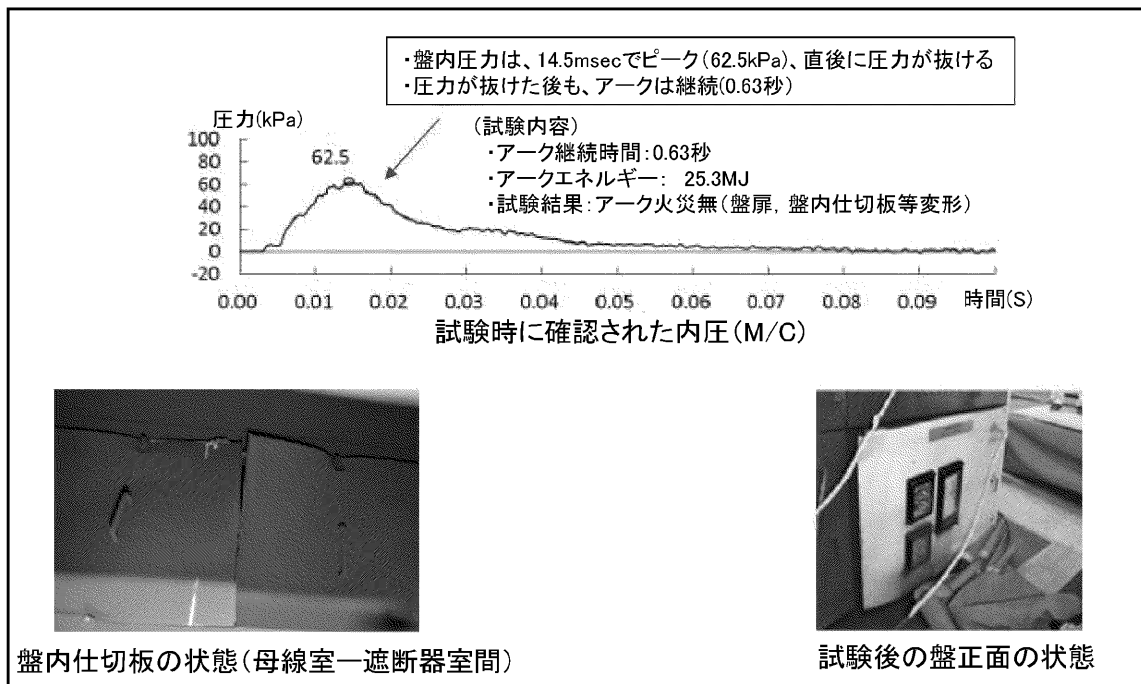 ・盤内圧力は、14.5msecでピーク(62.5kPa)、直後に圧力が抜ける
・圧力が抜けた後も、アークは継続(0.63秒)
圧力(kPa)
(試験内容)
・アーク継続時間：0.63秒
・アークエネルギー： 25.3MJ
・試験結果：アーク火災無(盤扉, 盤内仕切板等変形)
62.5
100
80
60
40
20
0
-20
0.00 0.01 0.02 0.03 0.04 0.05 0.06 0.07 0.08 0.09 時間(S)
試験時に確認された内圧(M/C)
盤内仕切板の状態(母線室―遮断器室間)
試験後の盤正面の状態